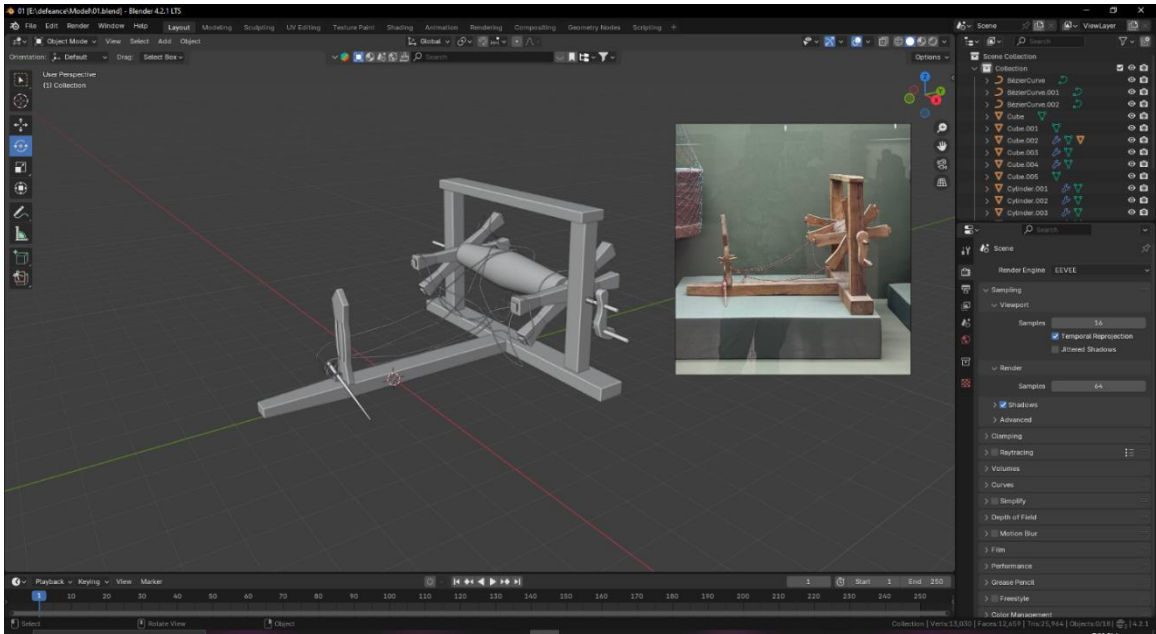 01 [E:\defeance\Model\01.blend] - Blender 4.2.1 LTS
File Edit Render Window Help Layout Modeling Sculpting UV Editing Texture Paint Shading Animation Rendering Compositing Geometry Nodes Scripting + Scene ViewLayer
Object Mode View Select Add Object Global Search
Orientation: Default Drag: Select Box Search Options
User Perspective
(1) Collection
Scene Collection
Collection
BézierCurve
BézierCurve.001
BézierCurve.002
Cube
Cube.001
Cube.002
Cube.003
Cube.004
Cube.005
Cylinder.001
Cylinder.002
Cylinder.003
Search
Scene
Render Engine EEVEE
Sampling
Viewport
Samples 16
Temporal Reprojection
Jittered Shadows
Render
Samples 64
Shadows
Advanced
Clamping
Raytracing
Volumes
Curves
Simplify
Depth of Field
Motion Blur
Film
Performance
Grease Pencil
Freestyle
Color Management
Playback Keying View Marker 1 Start 1 End 250
1 10 20 30 40 50 60 70 80 90 100 110 120 130 140 150 160 170 180 190 200 210 220 230 240 250
Select Rotate View Object Collection | Verts:13,030 | Faces:12,659 | Tris:25,964 | Objects:0/18 | 4.2.1